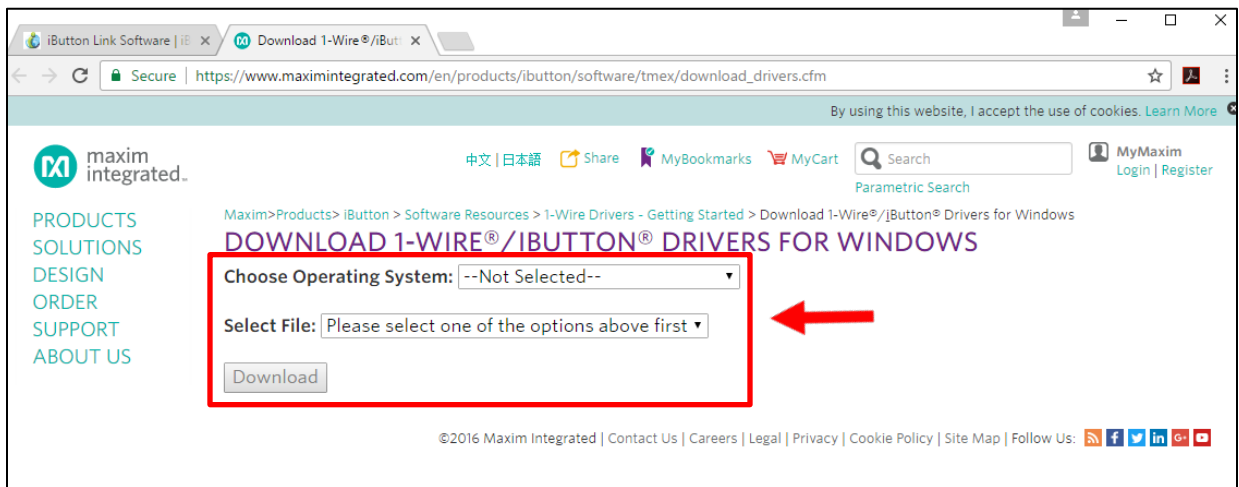 iButton Link Software | iB
Download 1-Wire®/iButt
Secure | https://www.maximintegrated.com/en/products/ibutton/software/tmex/download_drivers.cfm
By using this website, I accept the use of cookies. Learn More
maxim
integrated™
中文 | 日本語 Share MyBookmarks MyCart Search
MyMaxim
Login | Register
Parametric Search
PRODUCTS
SOLUTIONS
DESIGN
ORDER
SUPPORT
ABOUT US
Maxim>Products> iButton > Software Resources > 1-Wire Drivers - Getting Started > Download 1-Wire®/iButton® Drivers for Windows
DOWNLOAD 1-WIRE®/IBUTTON® DRIVERS FOR WINDOWS
Choose Operating System: --Not Selected--
Select File: Please select one of the options above first
Download
©2016 Maxim Integrated | Contact Us | Careers | Legal | Privacy | Cookie Policy | Site Map | Follow Us: